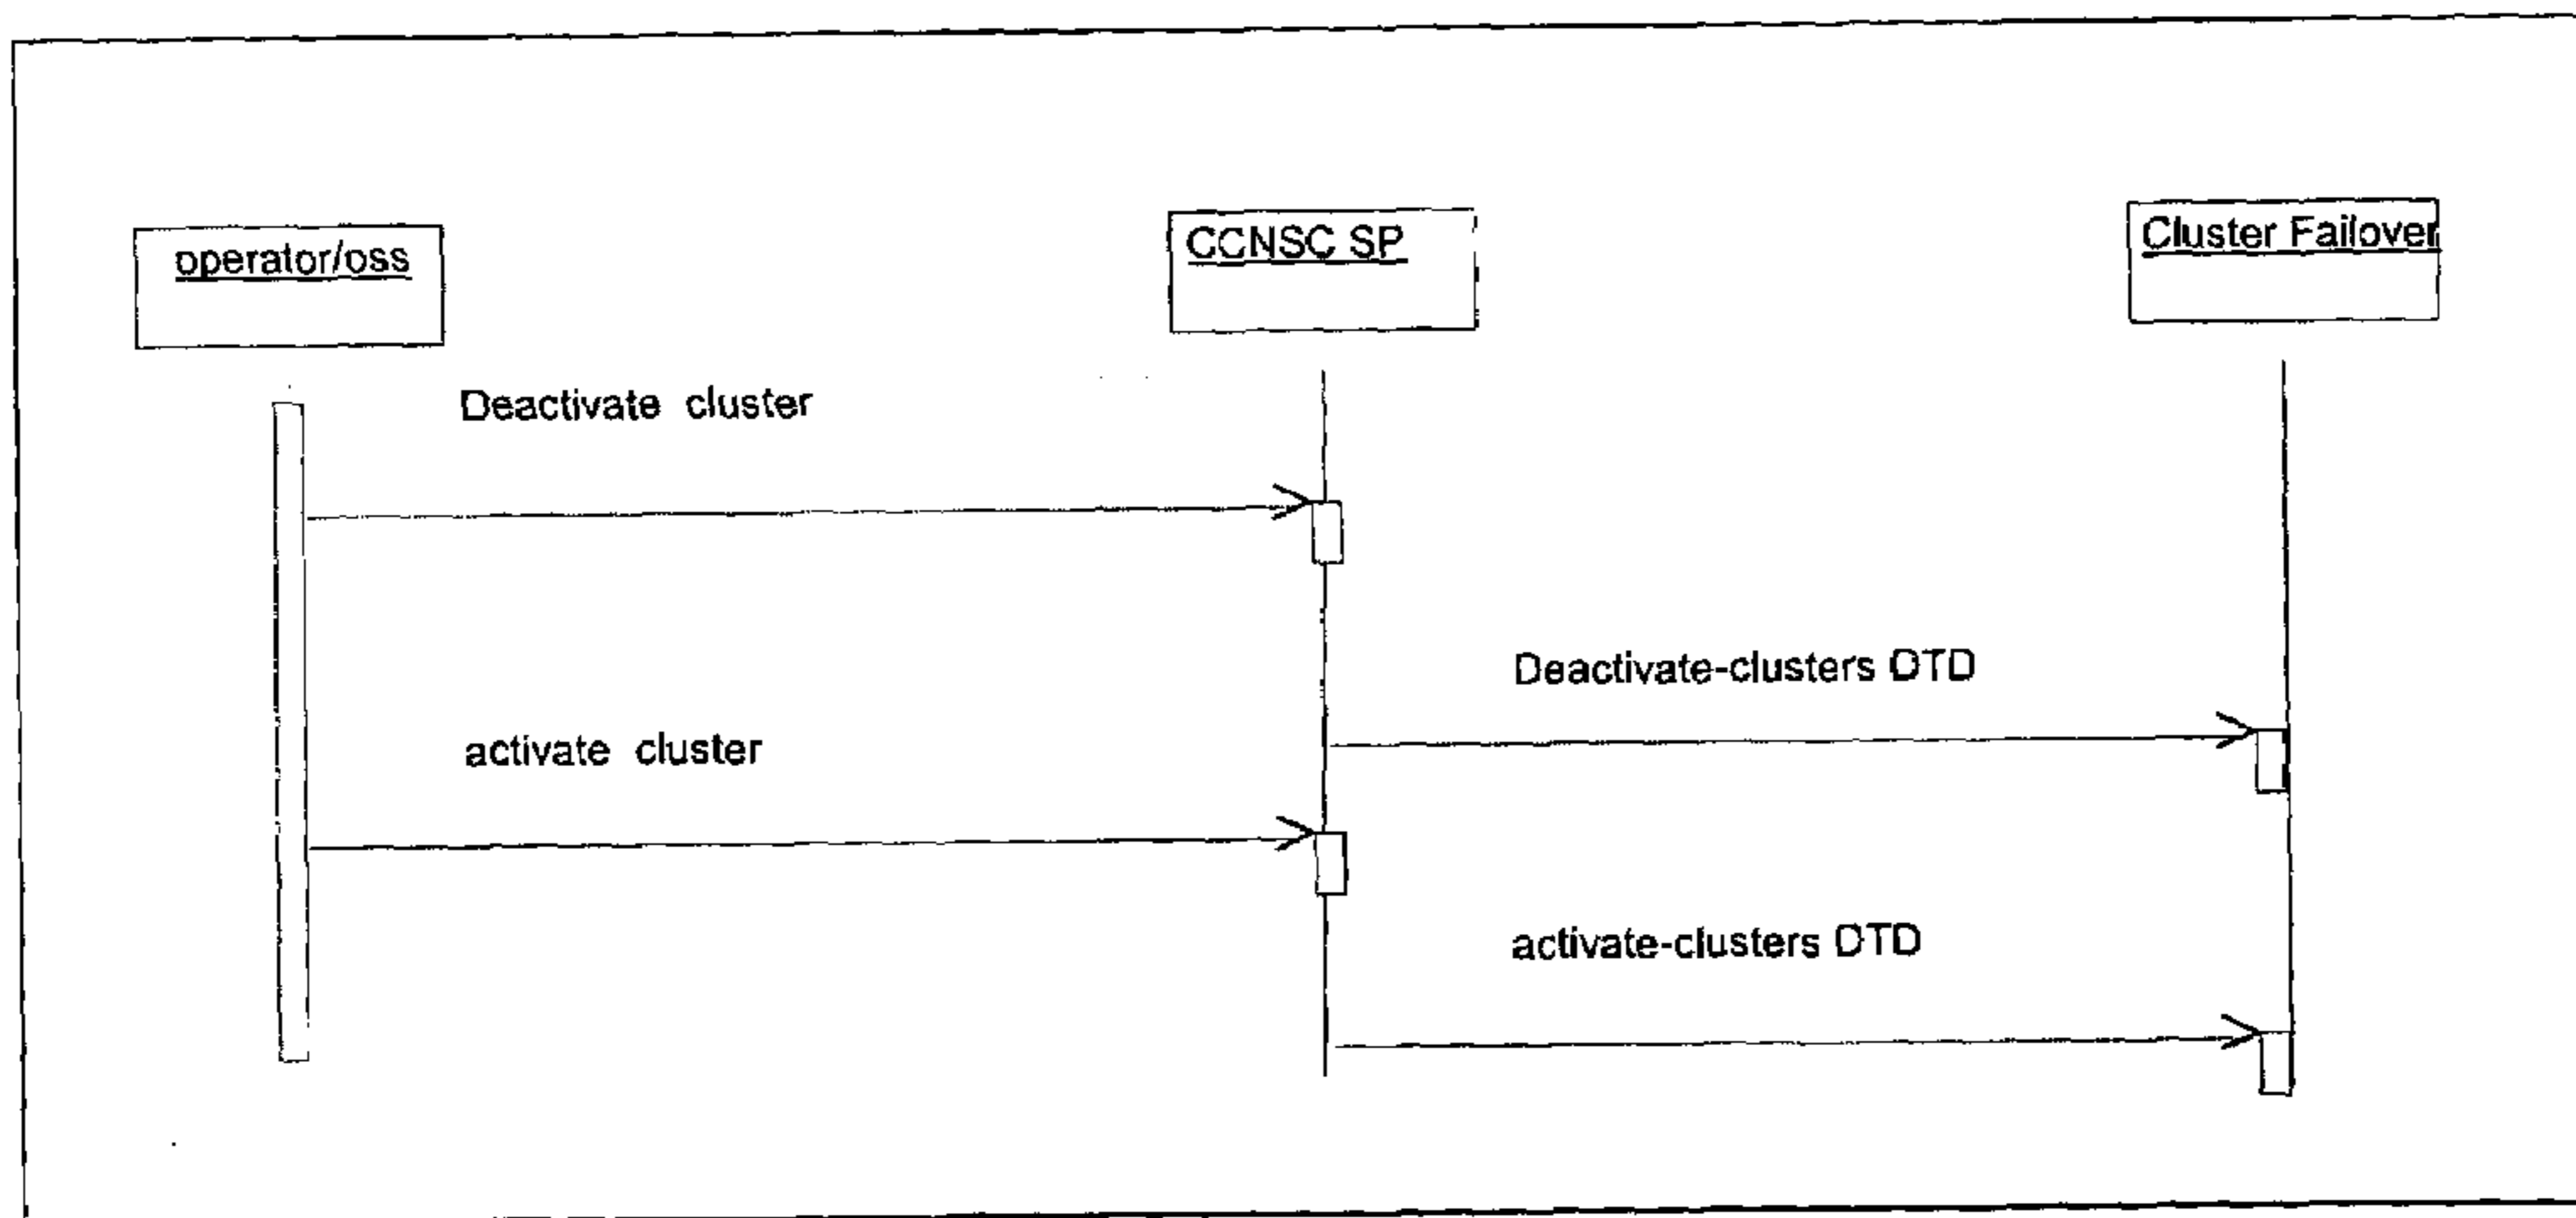 operator/oss
CCNSC SP
Cluster Failover
Deactivate cluster
Deactivate-clusters DTD
activate cluster
activate-clusters DTD